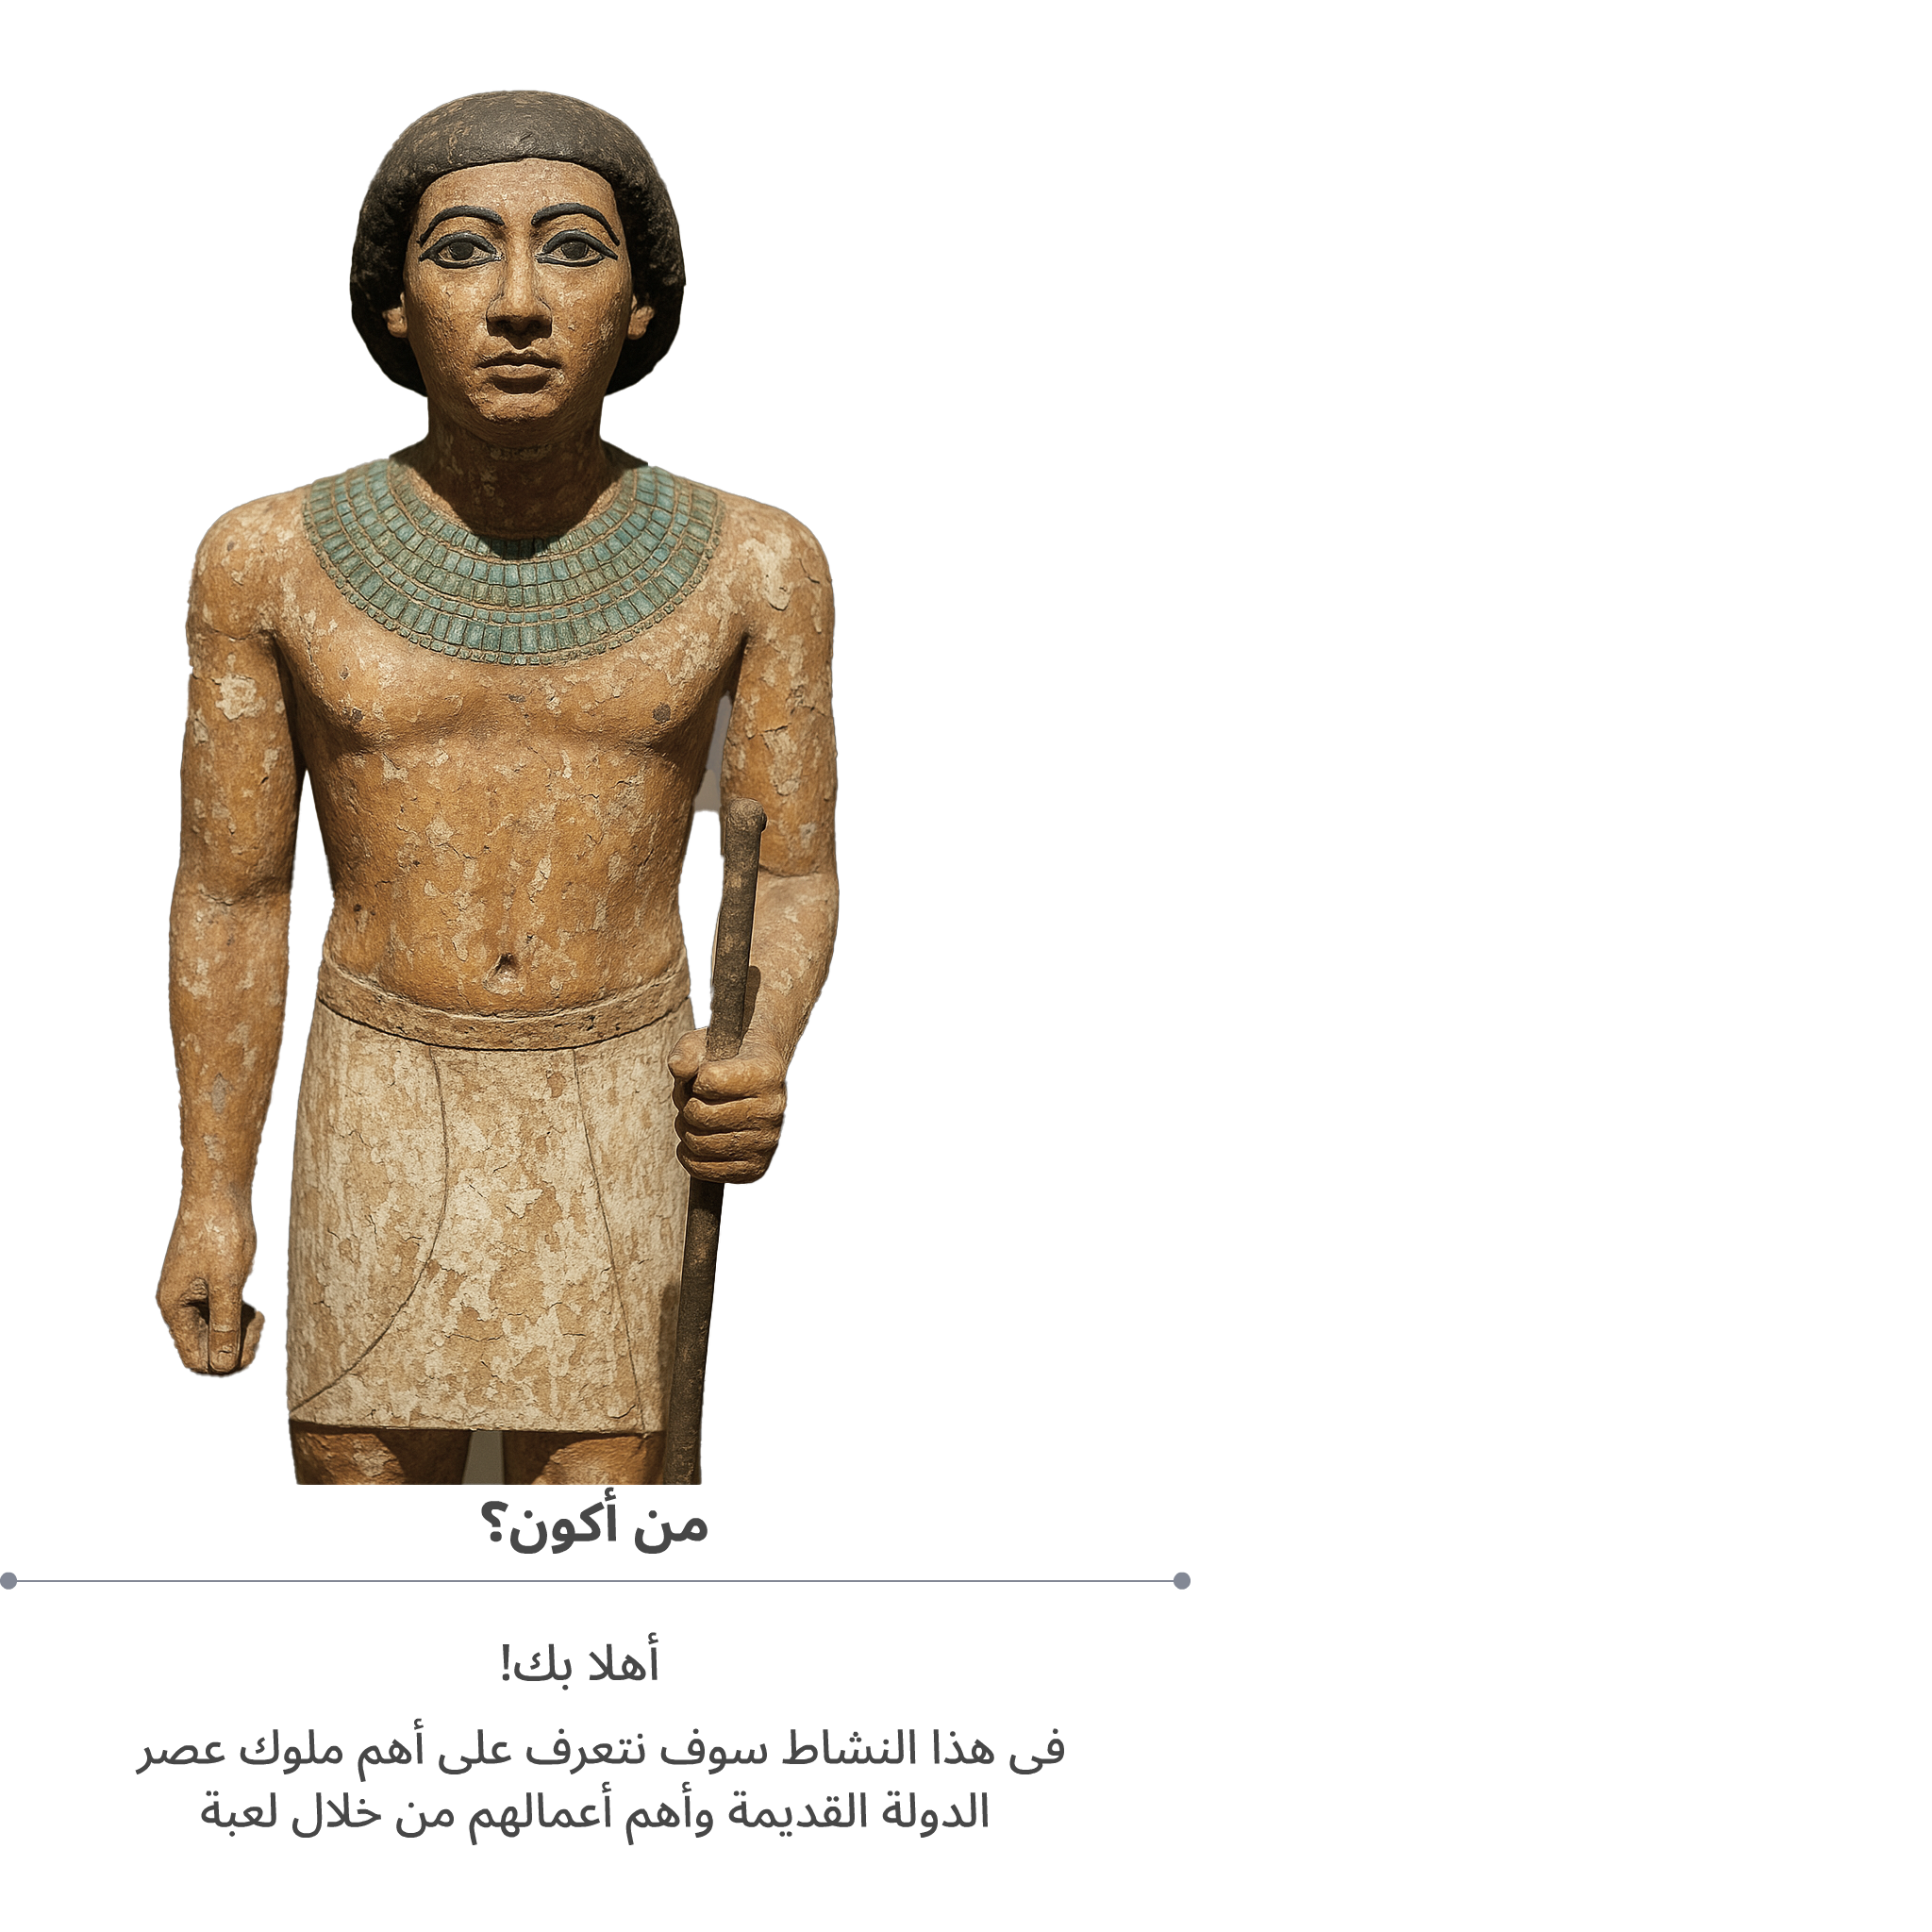 من أكون؟
أهلا بك!
فى هذا النشاط سوف نتعرف على أهم ملوك عصر
الدولة القديمة وأهم أعمالهم من خلال لعبة